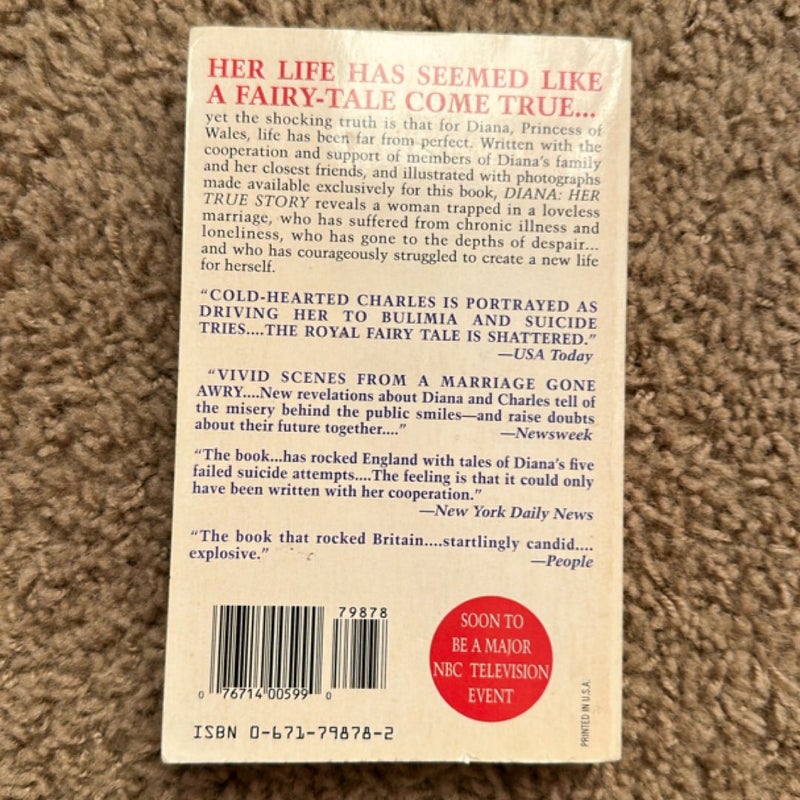 HER LIFE HAS SEEMED LIKE
A FAIRY-TALE COME TRUE...
yet the shocking truth is that for Diana, Princess of
Wales, life has been far from perfect. Written with the
cooperation and support of members of Diana's family
and her closest friends, and illustrated with photographs
made available exclusively for this book, DIANA: HER
TRUE STORY reveals a woman trapped in a loveless
marriage, who has suffered from chronic illness and
loneliness, who has gone to the depths of despair...
and who has courageously struggled to create a new life
for herself.
"COLD-HEARTED CHARLES IS PORTRAYED AS
DRIVING HER TO BULIMIA AND SUICIDE
TRIES....THE ROYAL FAIRY TALE IS SHATTERED."
—USA Today
"VIVID SCENES FROM A MARRIAGE GONE
AWRY....New revelations about Diana and Charles tell of
the misery behind the public smiles—and raise doubts
about their future together...." —Newsweek
"The book...has rocked England with tales of Diana's five
failed suicide attempts....The feeling is that it could only
have been written with her cooperation."
—New York Daily News
"The book that rocked Britain....startlingly candid....
explosive." —People
79878
0 76714 00599 0
ISBN 0-671-79878-2
SOON TO
BE A MAJOR
NBC TELEVISION
EVENT
PRINTED IN U.S.A.